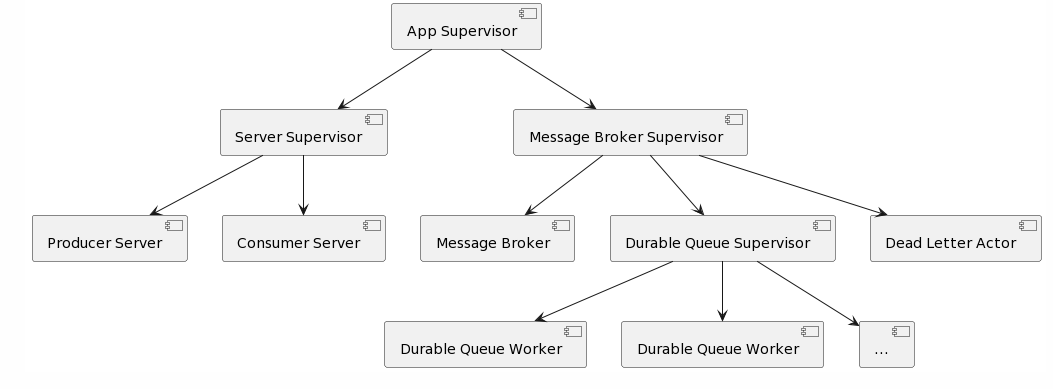 App Supervisor
Server Supervisor
Message Broker Supervisor
Producer Server
Consumer Server
Message Broker
Durable Queue Supervisor
Dead Letter Actor
Durable Queue Worker
Durable Queue Worker
...